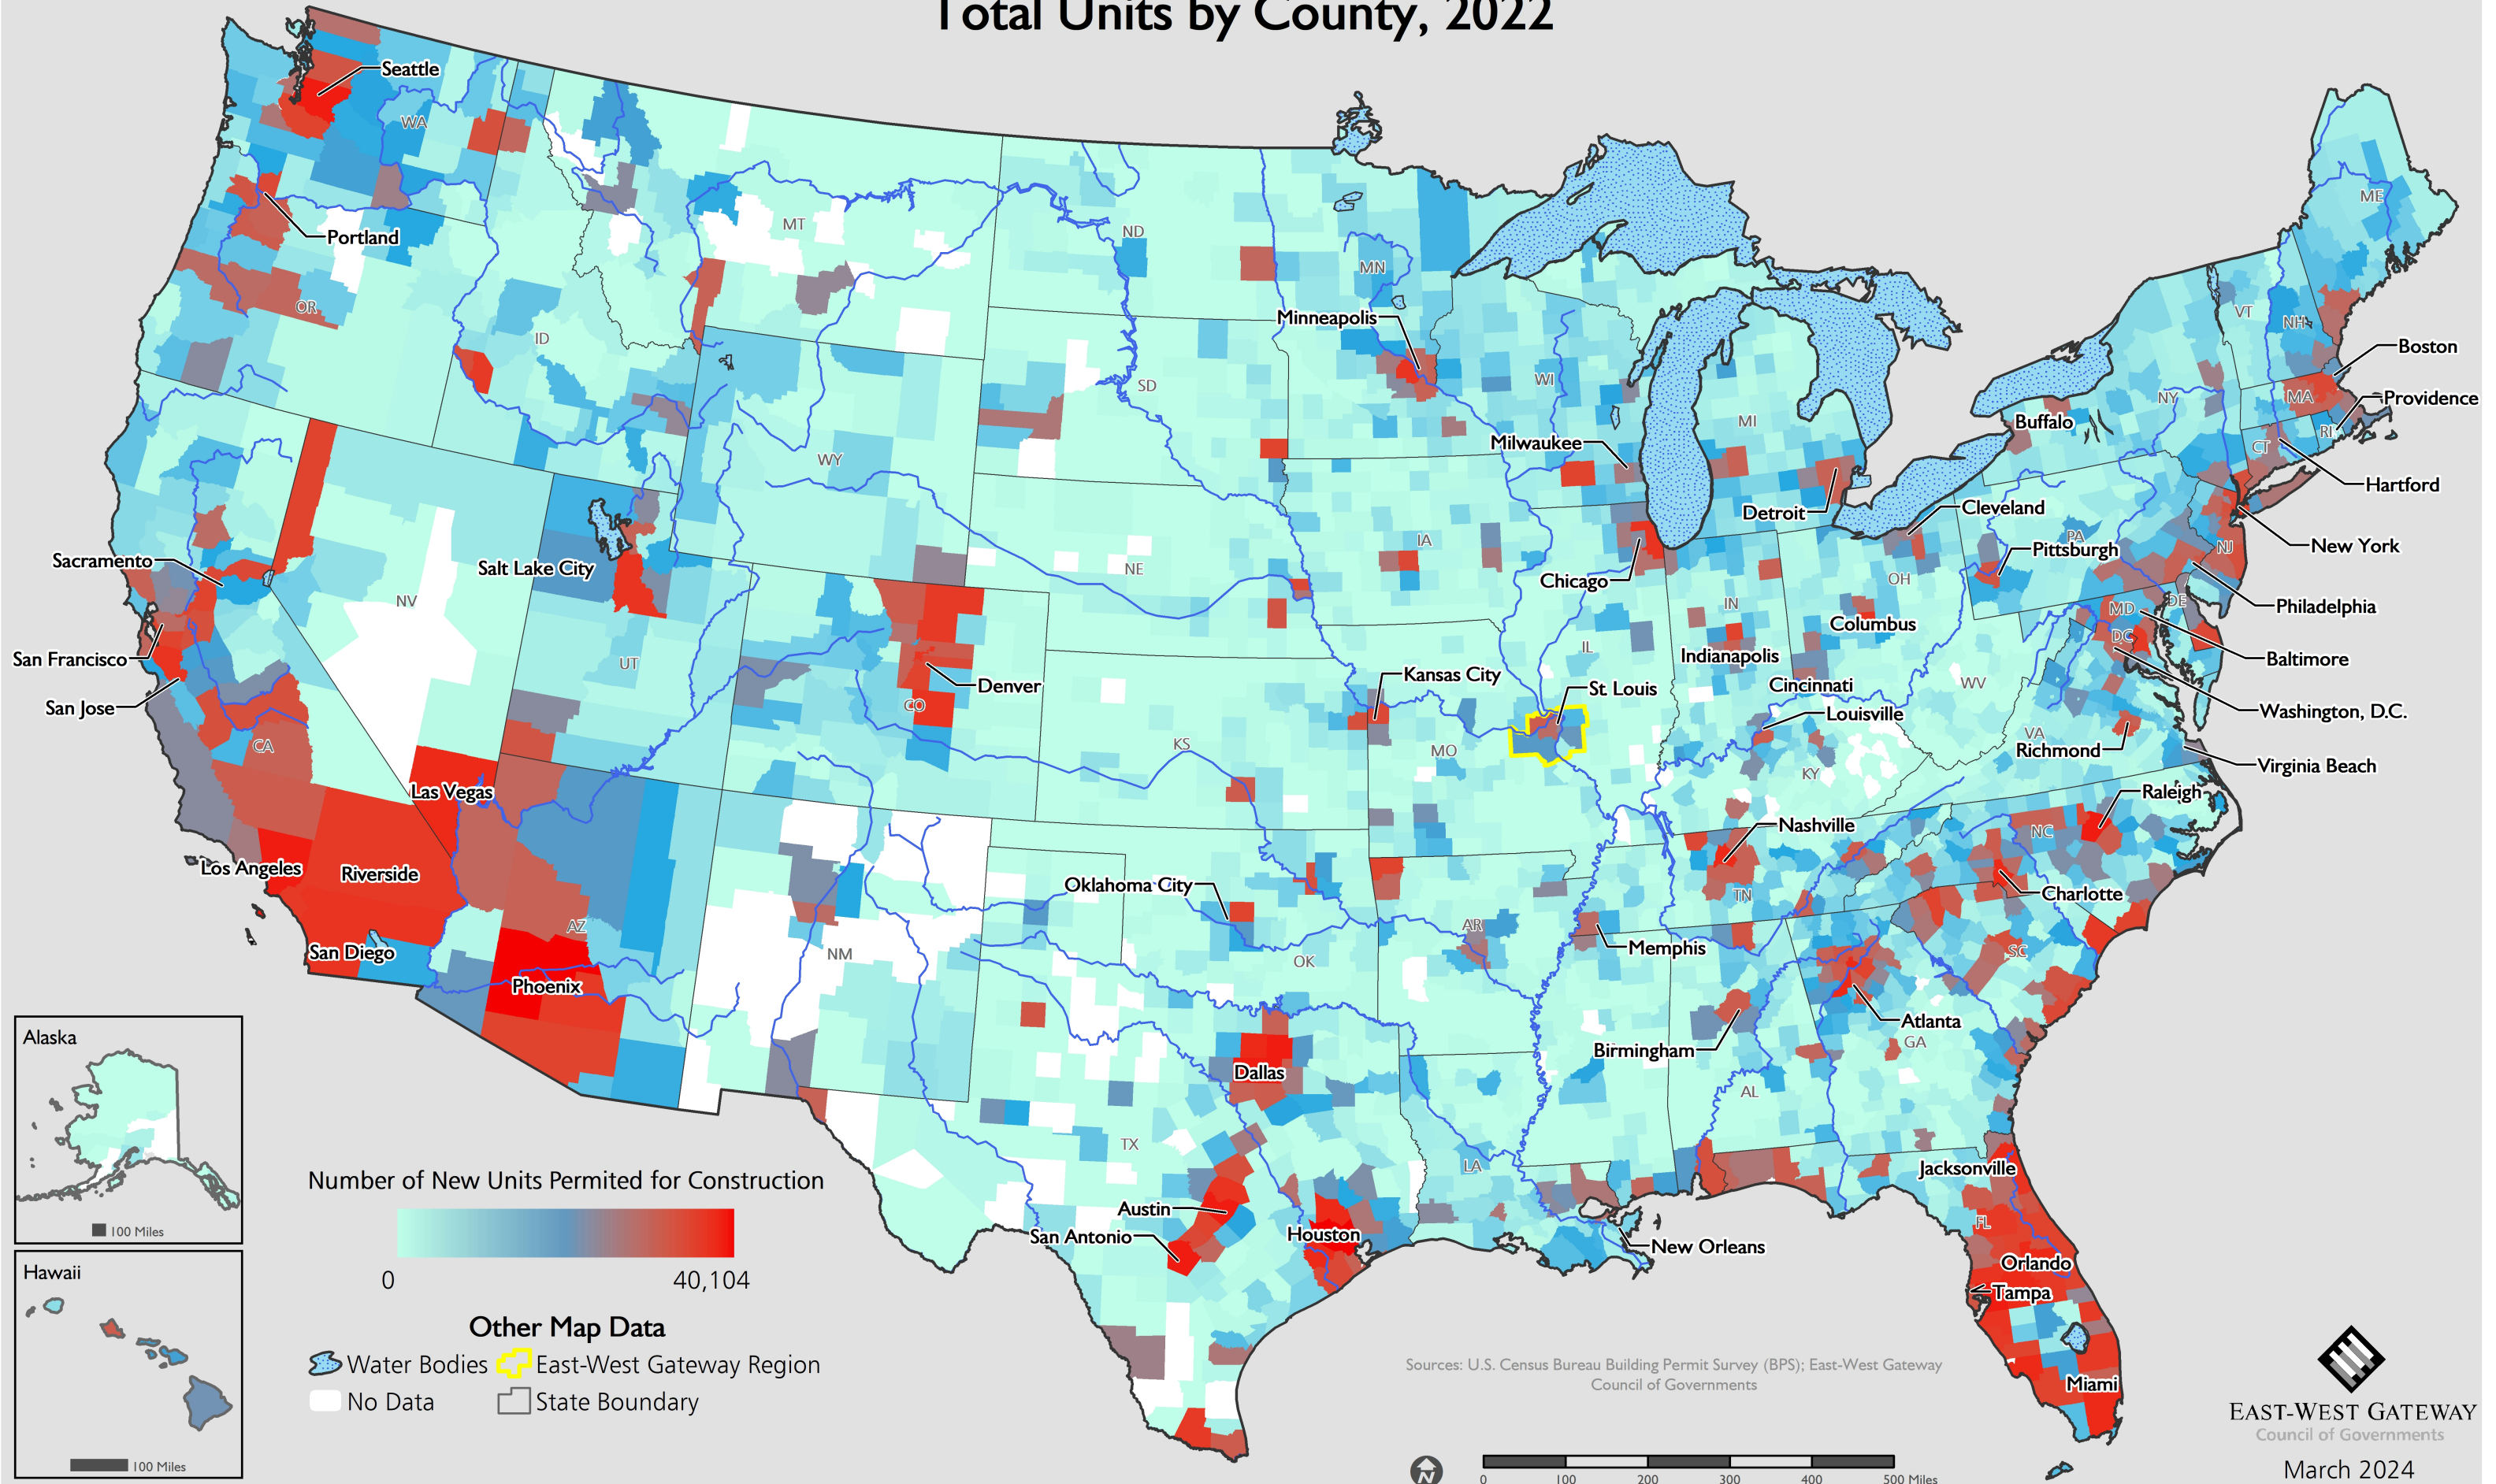 Total Units by County, 2022
Seattle
WA
Portland
OR
MT
ND
MN
Minneapolis
ME
VT
NH
Boston
ID
SD
WI
MI
NY
MA
Providence
Buffalo
RI
CT
Milwaukee
WY
Hartford
Detroit
Cleveland
Sacramento
Salt Lake City
NV
NE
IA
Chicago
PA
Pittsburgh
NJ
New York
OH
IN
Columbus
MD
DE
Philadelphia
DC
San Francisco
UT
Denver
CO
Kansas City
IL
St. Louis
Indianapolis
Cincinnati
WV
Baltimore
San Jose
CA
KS
MO
Louisville
KY
VA
Richmond
Washington, D.C.
Virginia Beach
Las Vegas
Raleigh
Nashville
NC
Los Angeles
Riverside
Oklahoma City
TN
Charlotte
AZ
NM
AR
Memphis
SC
San Diego
OK
Phoenix
Atlanta
GA
Birmingham
Dallas
AL
TX
LA
Jacksonville
Austin
San Antonio
Houston
New Orleans
FL
Orlando
Tampa
Miami
Alaska
100 Miles
Hawaii
100 Miles
Number of New Units Permited for Construction
0
40,104
Other Map Data
Water Bodies
East-West Gateway Region
No Data
State Boundary
Sources: U.S. Census Bureau Building Permit Survey (BPS); East-West Gateway
Council of Governments
N
0 100 200 300 400 500 Miles
EAST-WEST GATEWAY
Council of Governments
March 2024